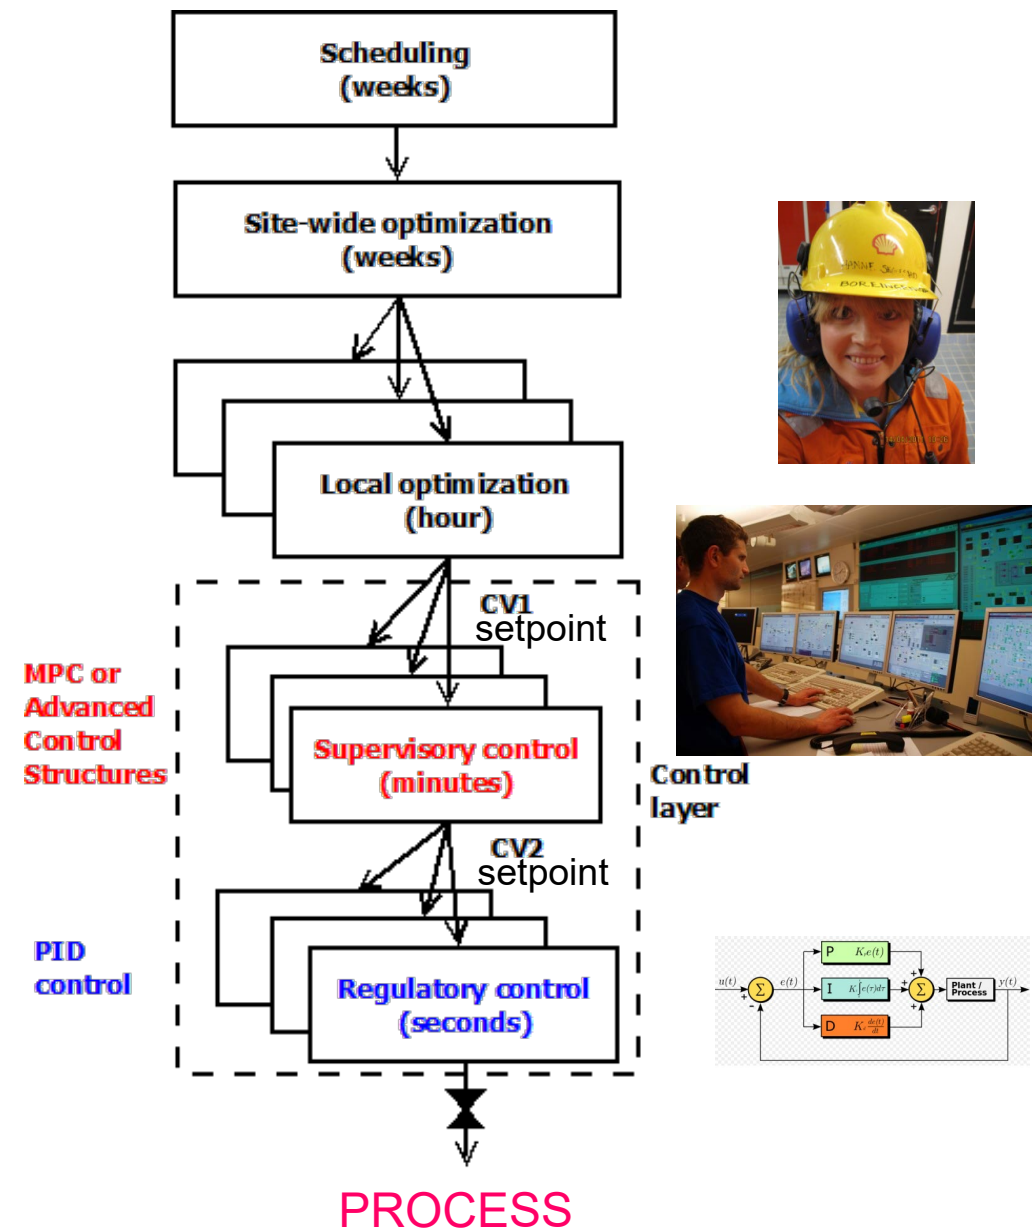 Scheduling
(weeks)
Site-wide optimization
(weeks)
Local optimization
(hour)
CV1
setpoint
MPC or
Advanced
Control
Structures
Supervisory control
(minutes)
Control
layer
CV2
setpoint
PID
control
Regulatory control
(seconds)
PROCESS
u(t)
+
−
Σ
e(t)
P
I
D
+
+
+
Σ
Plant /
Process
y(t)